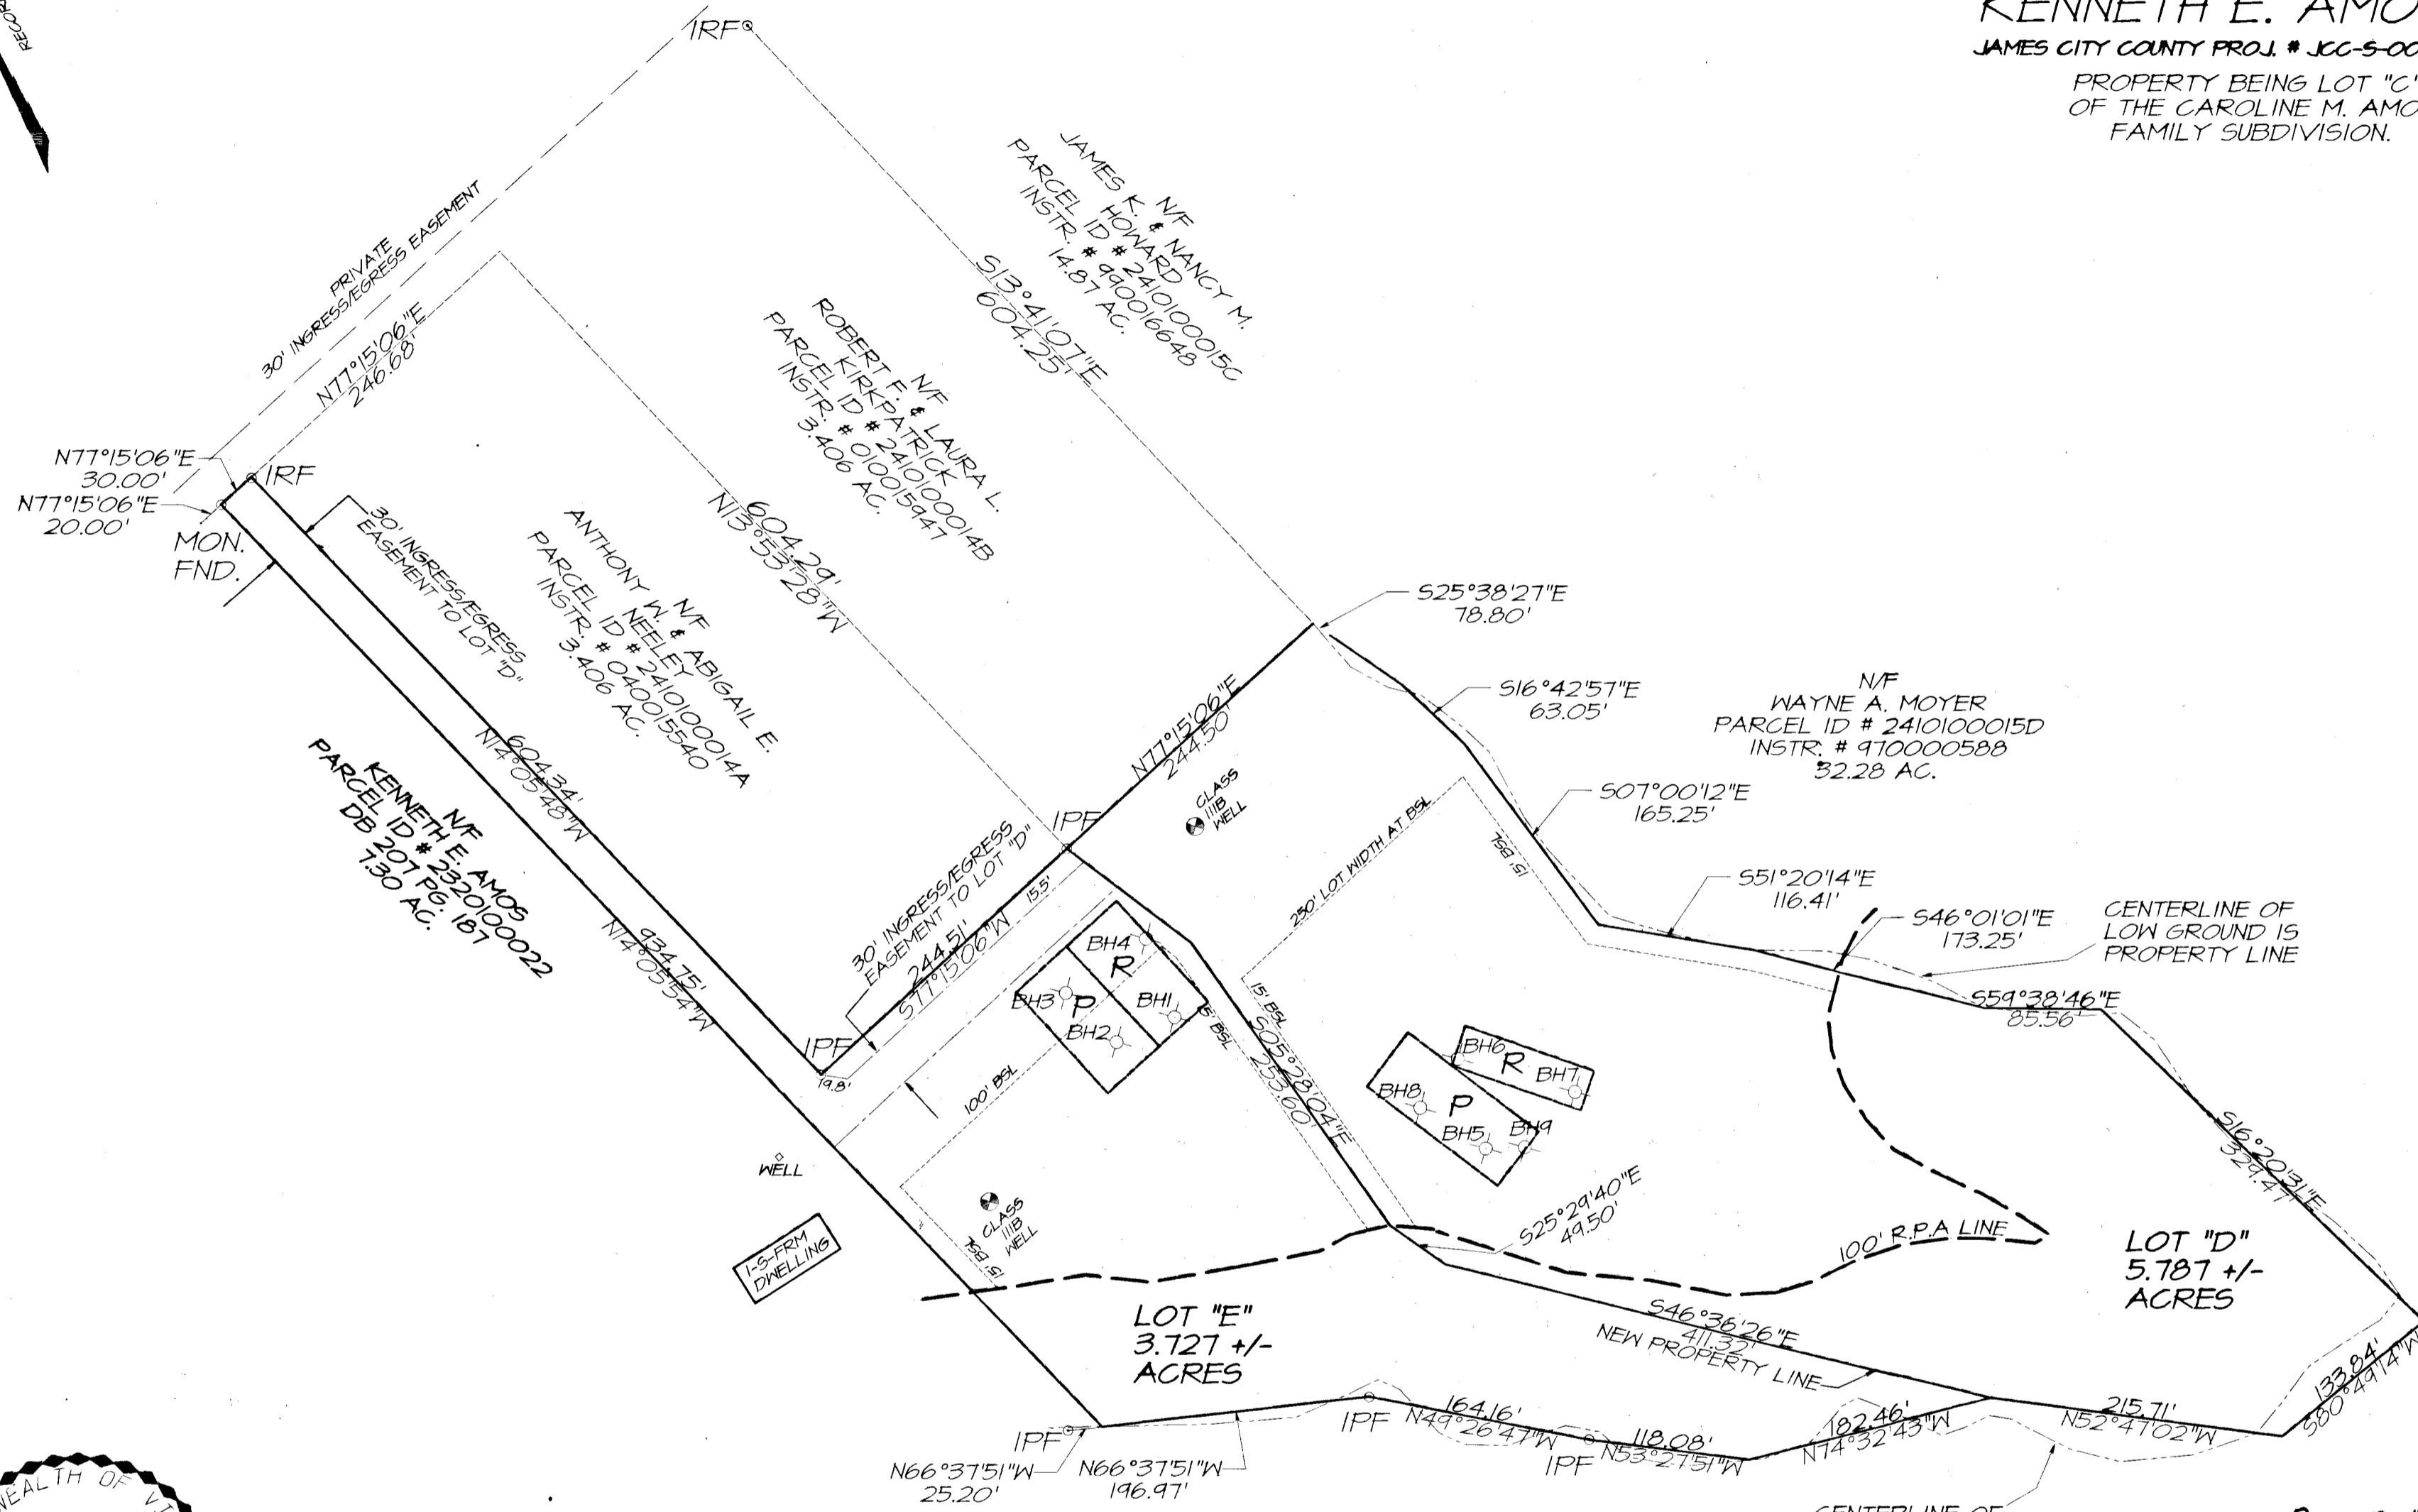 KENNETH E. AMO
JAMES CITY COUNTY PROJ. # JCC-S-00
PROPERTY BEING LOT "C"
OF THE CAROLINE M. AMO
FAMILY SUBDIVISION.
RECOR
IRF
PRIVATE
30' INGRESS/EGRESS EASEMENT
N77°15'06"E
246.68'
N77°15'06"E
30.00'
N77°15'06"E
20.00'
IRF
MON.
FND.
30' INGRESS/EGRESS
EASEMENT TO LOT "D"
N/F
JAMES K. & NANCY M.
HOWARD
PARCEL ID # 2410100015C
INSTR. # 990016648
14.87 AC.
S13°41'07"E
604.25'
N/F
ROBERT F. & LAURA L.
KIRKPATRICK
PARCEL ID # 2410100014B
INSTR. # 010015947
3.406 AC.
604.29'
N13°53'28"W
N/F
ANTHONY W. & ABIGAIL E.
NEELEY
PARCEL ID # 2410100014A
INSTR. # 040015540
3.406 AC.
604.34'
N14°05'48"W
N/F
KENNETH E. AMOS
PARCEL ID # 2320100022
DB 207 PG. 187
7.30 AC.
934.75'
N14°05'54"W
S25°38'27"E
78.80'
S16°42'57"E
63.05'
N/F
WAYNE A. MOYER
PARCEL ID # 2410100015D
INSTR. # 970000588
32.28 AC.
S07°00'12"E
165.25'
S51°20'14"E
116.41'
S46°01'01"E
173.25'
CENTERLINE OF
LOW GROUND IS
PROPERTY LINE
S59°38'46"E
85.56'
N77°15'06"E
244.50'
CLASS
IIIB
WELL
IPF
250' LOT WIDTH AT BSL
15' BSL
30' INGRESS/EGRESS
EASEMENT TO LOT "D"
15.5'
244.51'
S77°15'06"W
IPF
19.8'
100' BSL
BH4
R
BH3
P
BH1
BH2
15' BSL
15' BSL
S05°28'04"E
253.60'
BH6
R
BH7
BH8
P
BH5
BH9
WELL
1-S-FRM
DWELLING
CLASS
IIIB
WELL
15' BSL
S25°29'40"E
49.50'
100' R.P.A LINE
S16°20'31"E
329.47'
LOT "D"
5.787 +/-
ACRES
LOT "E"
3.727 +/-
ACRES
S46°36'26"E
411.32'
NEW PROPERTY LINE
133.84'
S80°49'14"W
IPF
N66°37'51"W
25.20'
N66°37'51"W
196.97'
IPF
164.16'
N49°26'47"W
IPF
118.08'
N53°27'51"W
182.46'
N74°32'43"W
215.71'
N52°47'02"W
CENTERLINE OF
NEALTH OF VI